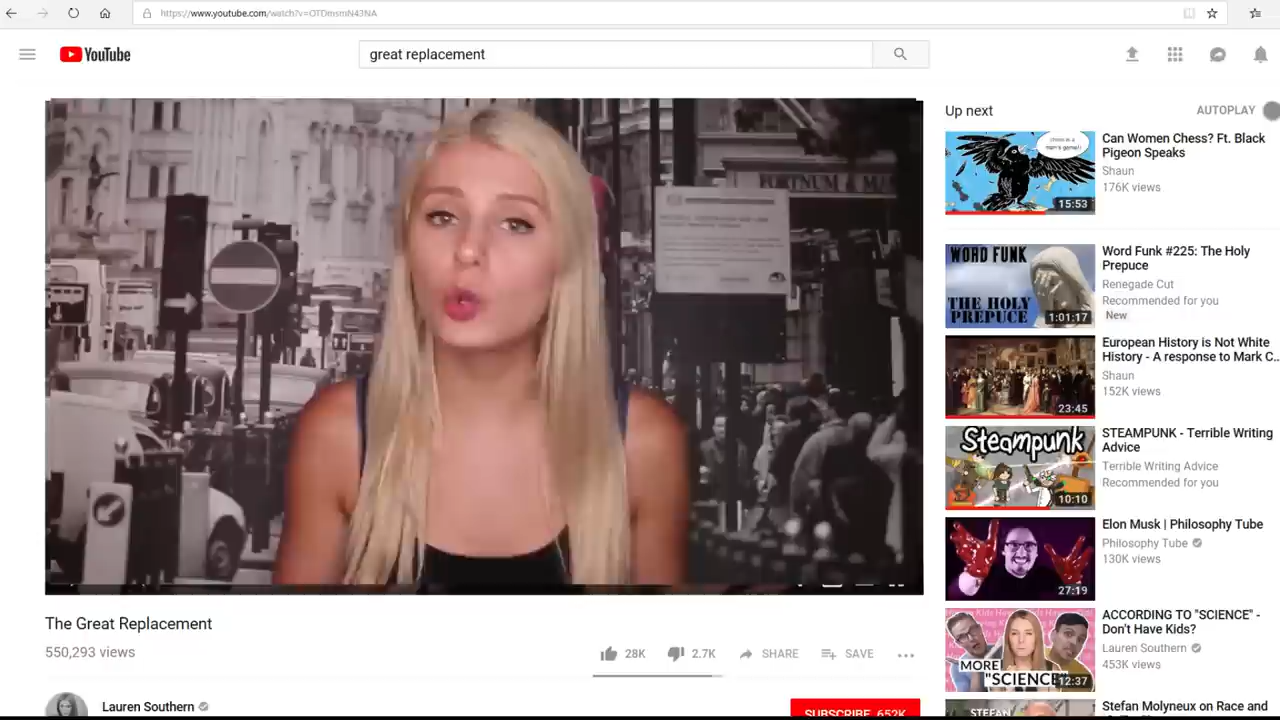 https://www.youtube.com/watch?v=OTDmsmN43NA
YouTube
great replacement
Up next
AUTOPLAY
Can Women Chess? Ft. Black
Pigeon Speaks
Shaun
176K views
15:53
WORD FUNK
THE HOLY
PREPUCE
1:01:17
Word Funk #225: The Holy
Prepuce
Renegade Cut
Recommended for you
New
European History is Not White
History - A response to Mark C...
Shaun
152K views
23:45
Steampunk
10:10
STEAMPUNK - Terrible Writing
Advice
Terrible Writing Advice
Recommended for you
Elon Musk | Philosophy Tube
Philosophy Tube
130K views
27:19
ACCORDING TO "SCIENCE" -
Don't Have Kids?
Lauren Southern
453K views
MORE
"SCIENCE"
12:37
The Great Replacement
550,293 views
28K
2.7K
SHARE
SAVE
Lauren Southern
SUBSCRIBE 652K
STEFAN
Stefan Molyneux on Race and